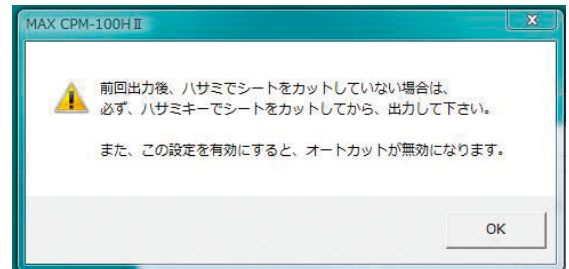 MAX CPM-100HⅡ
前回出力後、ハサミでシートをカットしていない場合は、
必ず、ハサミキーでシートをカットしてから、出力して下さい。
また、この設定を有効にすると、オートカットが無効になります。
OK